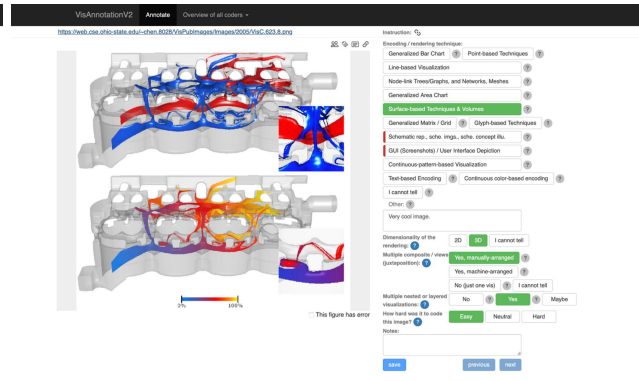 VisAnnotationV2 Annotate Overview of all coders
https://web.cse.ohio-state.edu/~chen.8028/VisPubImages/Images/2005/VisC.623.8.png
0% 100%
This figure has error
Instruction:
Encoding / rendering technique:
Generalized Bar Chart ? Point-based Techniques ?
Line-based Visualization ?
Node-link Trees/Graphs, and Networks, Meshes ?
Generalized Area Chart ?
Surface-based Techniques & Volumes ?
Generalized Matrix / Grid ? Glyph-based Techniques ?
Schematic rep., sche. imgs., sche. concept illu. ?
GUI (Screenshots) / User Interface Depiction ?
Continuous-pattern-based Visualization ?
Text-based Encoding ? Continuous color-based encoding ?
I cannot tell ?
Other: ?
Very cool image.
Dimensionality of the rendering: ? 2D 3D I cannot tell
Multiple composite / views (juxtaposition): ? Yes, manually-arranged ?
Yes, machine-arranged ?
No (just one vis) ? I cannot tell
Multiple nested or layered visualizations: ? No ? Yes ? Maybe
How hard was it to code this image? ? Easy Neutral Hard
Notes:
save previous next